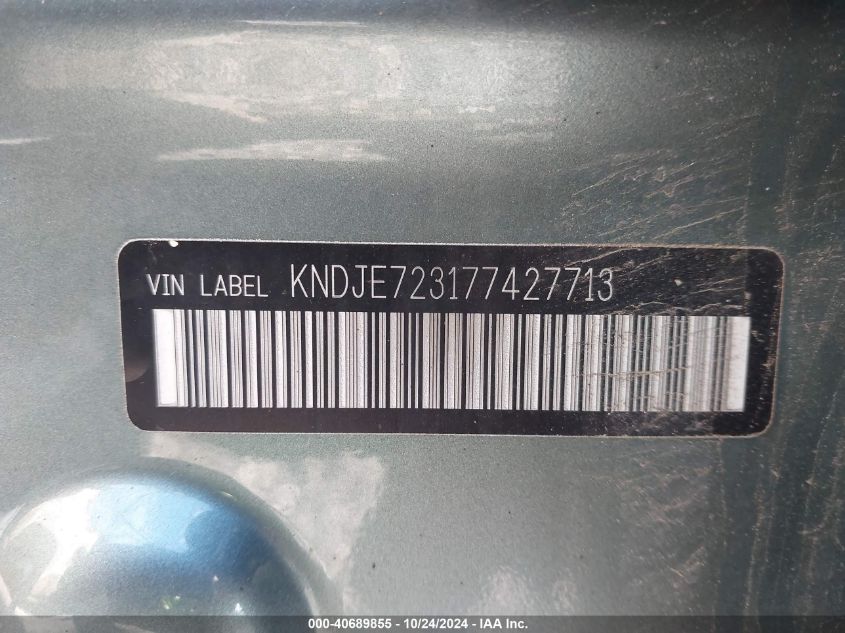 VIN LABEL KNDJE723177427713
000-40689855 - 10/24/2024 - IAA Inc.